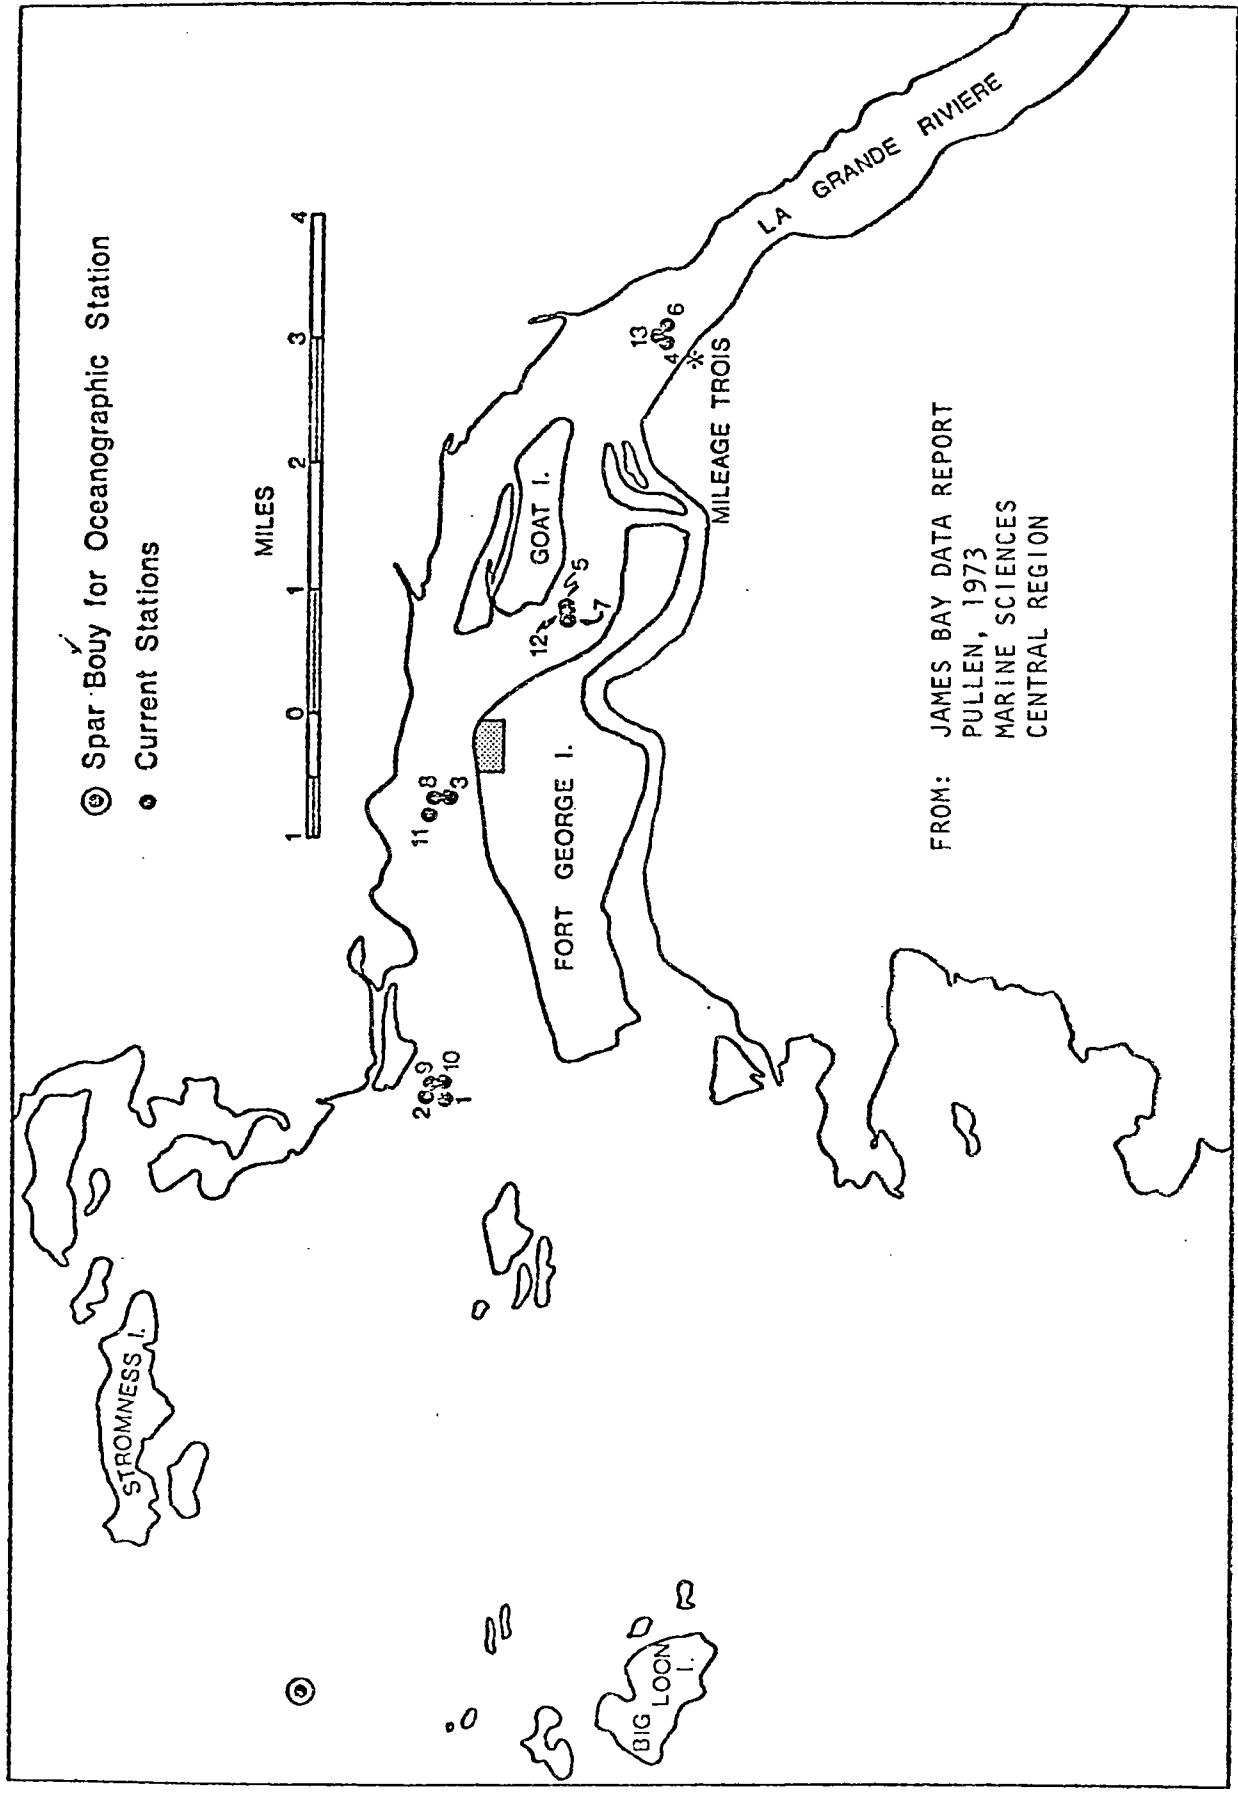 Spar Bouy for Oceanographic Station
Current Stations
MILES
1 0 1 2 3 4
STROMNESS I.
2 9
1 10
11 8
3
12 5
7
13 6
4
GOAT I.
FORT GEORGE I.
LA GRANDE RIVIERE
MILEAGE TROIS
BIG
LOON
I.
FROM: JAMES BAY DATA REPORT
PULLEN, 1973
MARINE SCIENCES
CENTRAL REGION